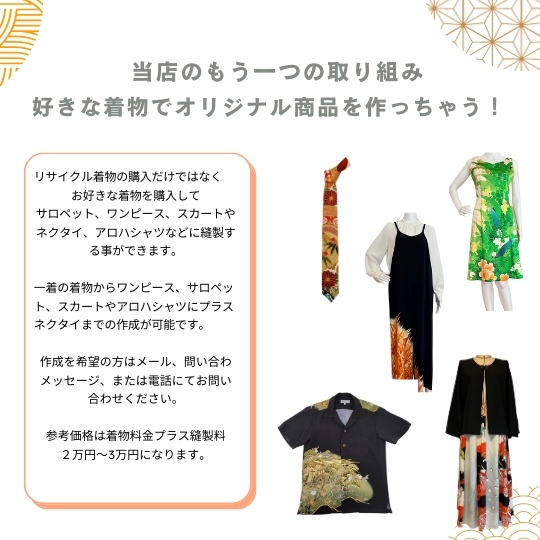 当店のもう一つの取り組み
好きな着物でオリジナル商品を作っちゃう！
リサイクル着物の購入だけではなく
お好きな着物を購入して
サロペット、ワンピース、スカートや
ネクタイ、アロハシャツなどに縫製す
る事ができます。
一着の着物からワンピース、サロペッ
ト、スカートやアロハシャツにプラス
ネクタイまでの作成が可能です。
作成を希望の方はメール、問い合わ
メッセージ、または電話にてお問い
合わせください。
参考価格は着物料金プラス縫製料
２万円〜3万円になります。